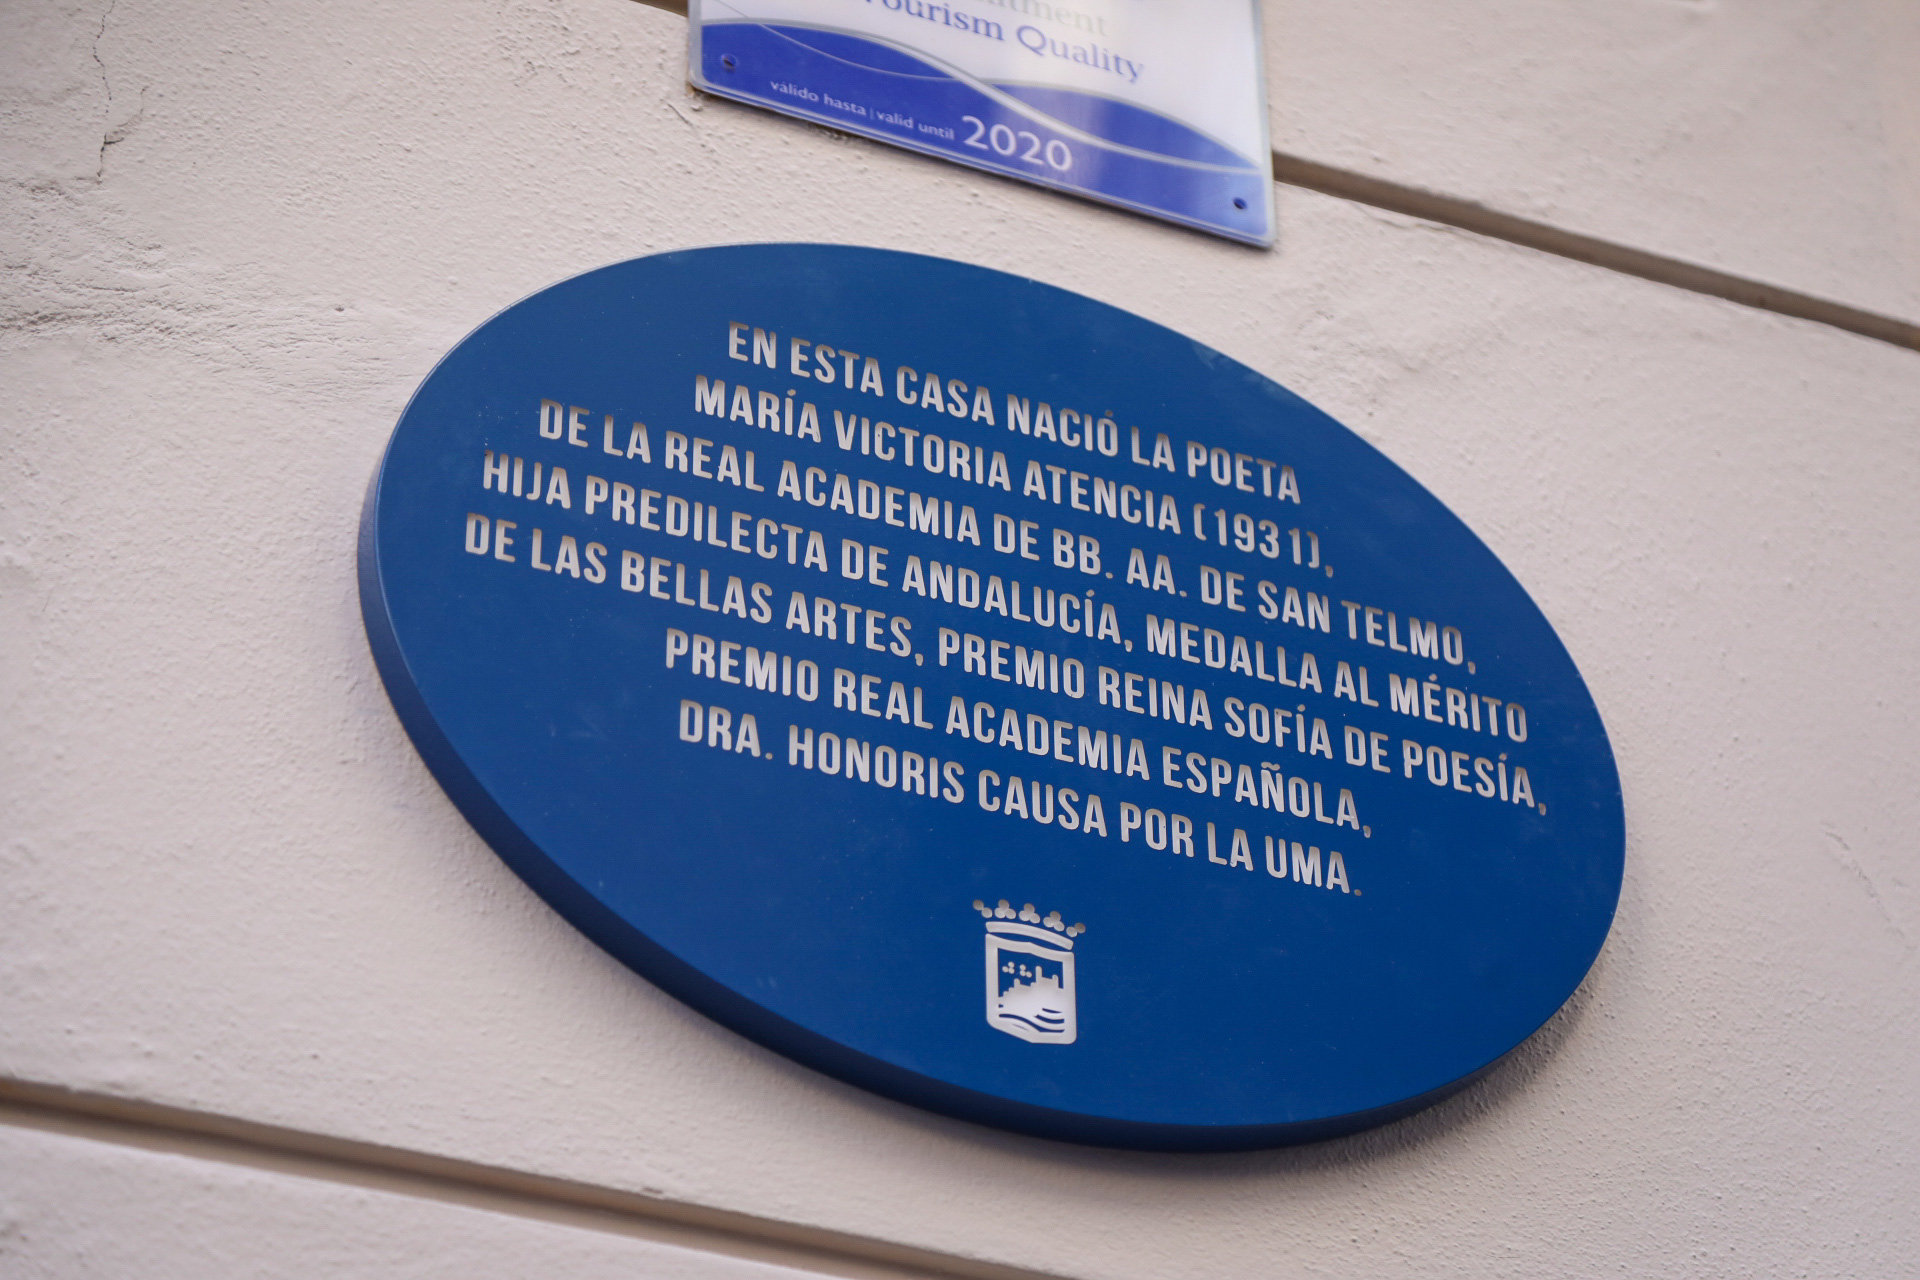 Tourism Quality
válido hasta | valid until 2020
EN ESTA CASA NACIÓ LA POETA
MARÍA VICTORIA ATENCIA (1931),
DE LA REAL ACADEMIA DE BB. AA. DE SAN TELMO,
HIJA PREDILECTA DE ANDALUCÍA, MEDALLA AL MÉRITO
DE LAS BELLAS ARTES, PREMIO REINA SOFÍA DE POESÍA,
PREMIO REAL ACADEMIA ESPAÑOLA,
DRA. HONORIS CAUSA POR LA UMA.